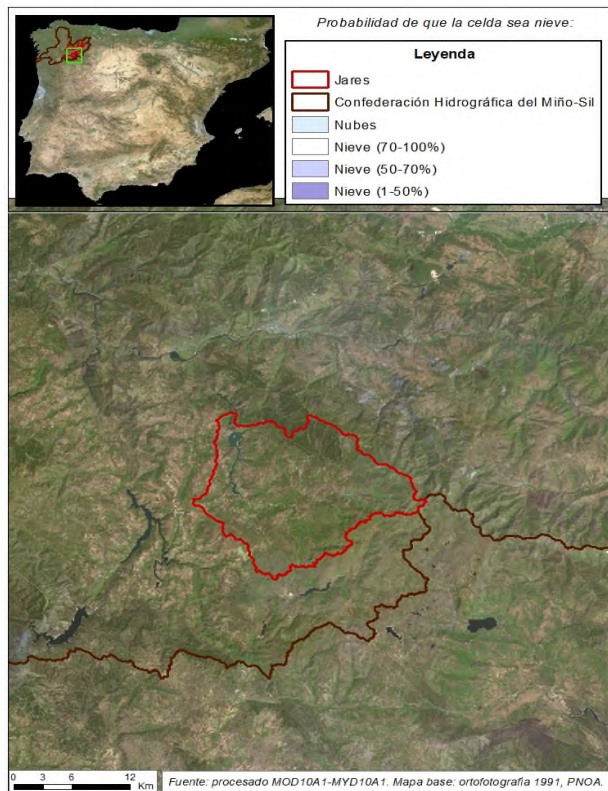 Probabilidad de que la celda sea nieve:
Leyenda
Jares
Confederación Hidrográfica del Miño-Sil
Nubes
Nieve (70-100%)
Nieve (50-70%)
Nieve (1-50%)
0 3 6 12
Km
Fuente: procesado MOD10A1-MYD10A1. Mapa base: ortofotografía 1991, PNOA.